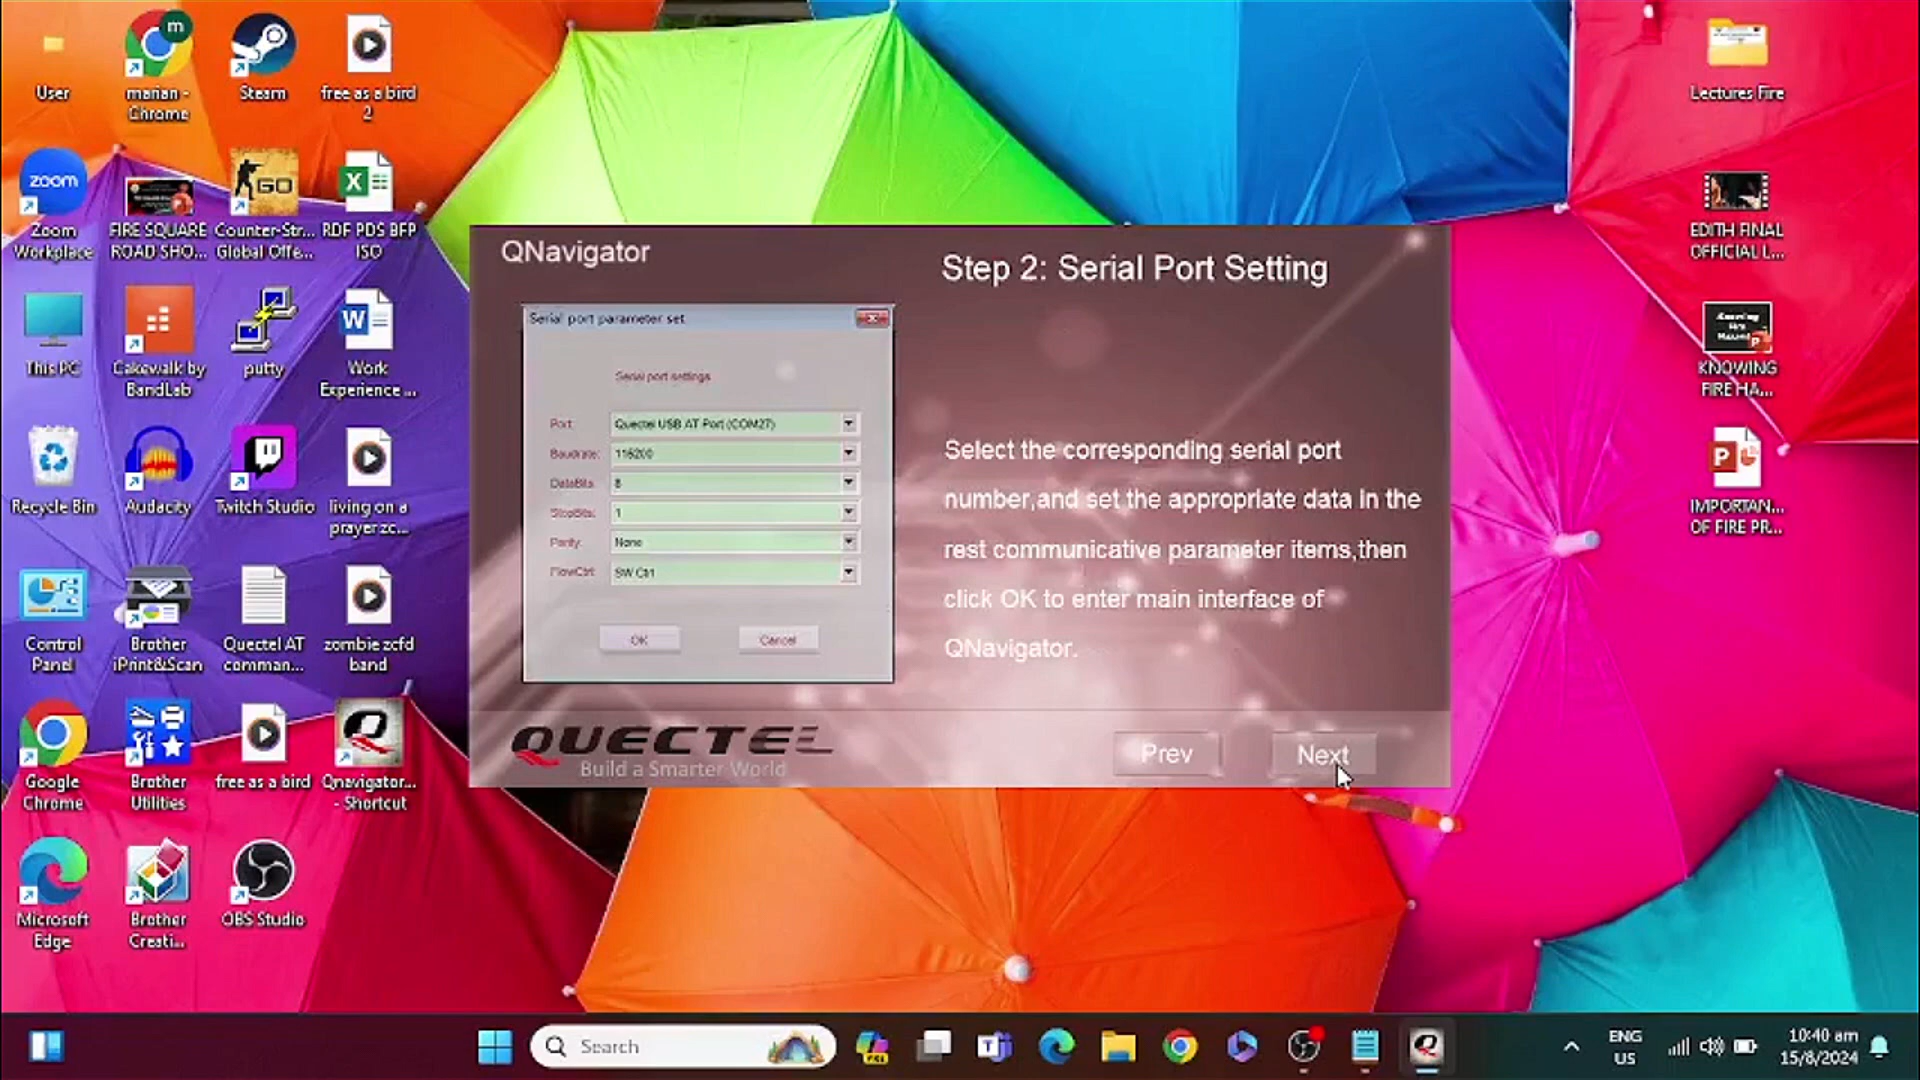 User
marian -
Chrome
Steam
free as a bird
2
Lectures Fire
zoom
Zoom
Workplace
FIRE SQUARE
ROAD SHO...
GO
Counter-Str...
Global Offe...
RDF PDS BFP
ISO
EDITH FINAL
OFFICIAL L...
This PC
Cakewalk by
BandLab
putty
Work
Experience ...
KNOWING
FIRE HA...
Recycle Bin
Audacity
Twitch Studio
living on a
prayer zc...
IMPORTAN...
OF FIRE PR...
Control
Panel
Brother
iPrint&Scan
Quectel AT
comman...
zombie zcfd
band
Google
Chrome
Brother
Utilities
free as a bird
Qnavigator...
- Shortcut
Microsoft
Edge
Brother
Creati...
OBS Studio
QNavigator
Step 2: Serial Port Setting
Serial port parameter set
Serial port settings
Port: Quectel USB AT Port (COM27)
Baudrate: 115200
DataBits: 8
StopBits: 1
Parity: None
FlowCtrl: SW Ctrl
OK
Cancel
Select the corresponding serial port
number,and set the appropriate data in the
rest communicative parameter items,then
click OK to enter main interface of
QNavigator.
QUECTEL
Build a Smarter World
Prev
Next
Search
ENG
US
10:40 am
15/8/2024